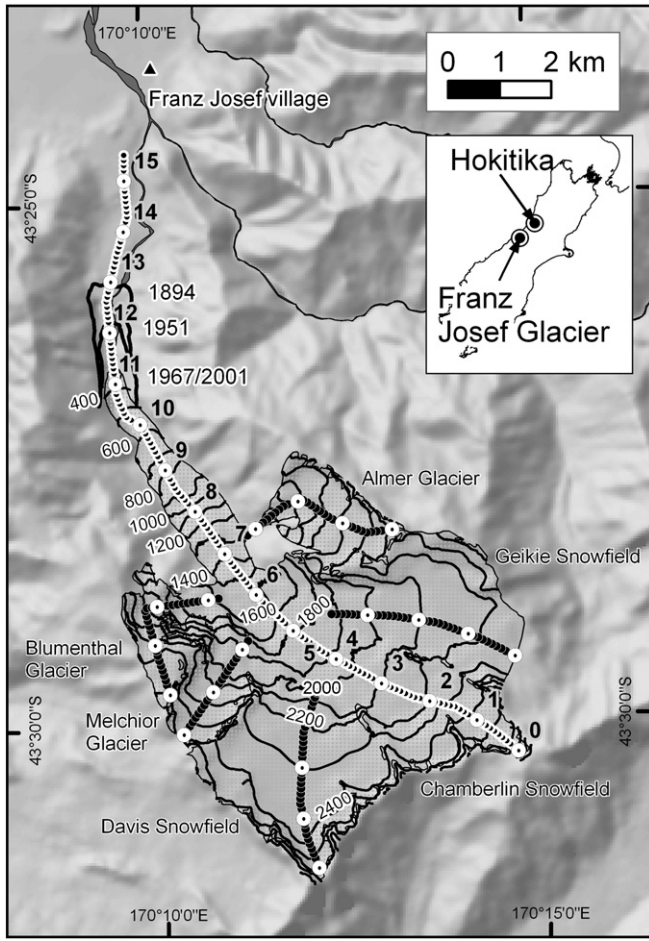 170°10'0"E
0 1 2 km
Franz Josef village
Hokitika
Franz
Josef Glacier
43°25'0"S
15
14
13
1894
12
1951
11
1967/2001
400
10
600
9
Almer Glacier
800
8
1000
7
1200
Geikie Snowfield
1400
6
1600
1800
Blumenthal
Glacier
5
4
3
2
2000
1
Melchior
Glacier
2200
0
43°30'0"S
43°30'0"S
Chamberlin Snowfield
2400
Davis Snowfield
170°10'0"E
170°15'0"E